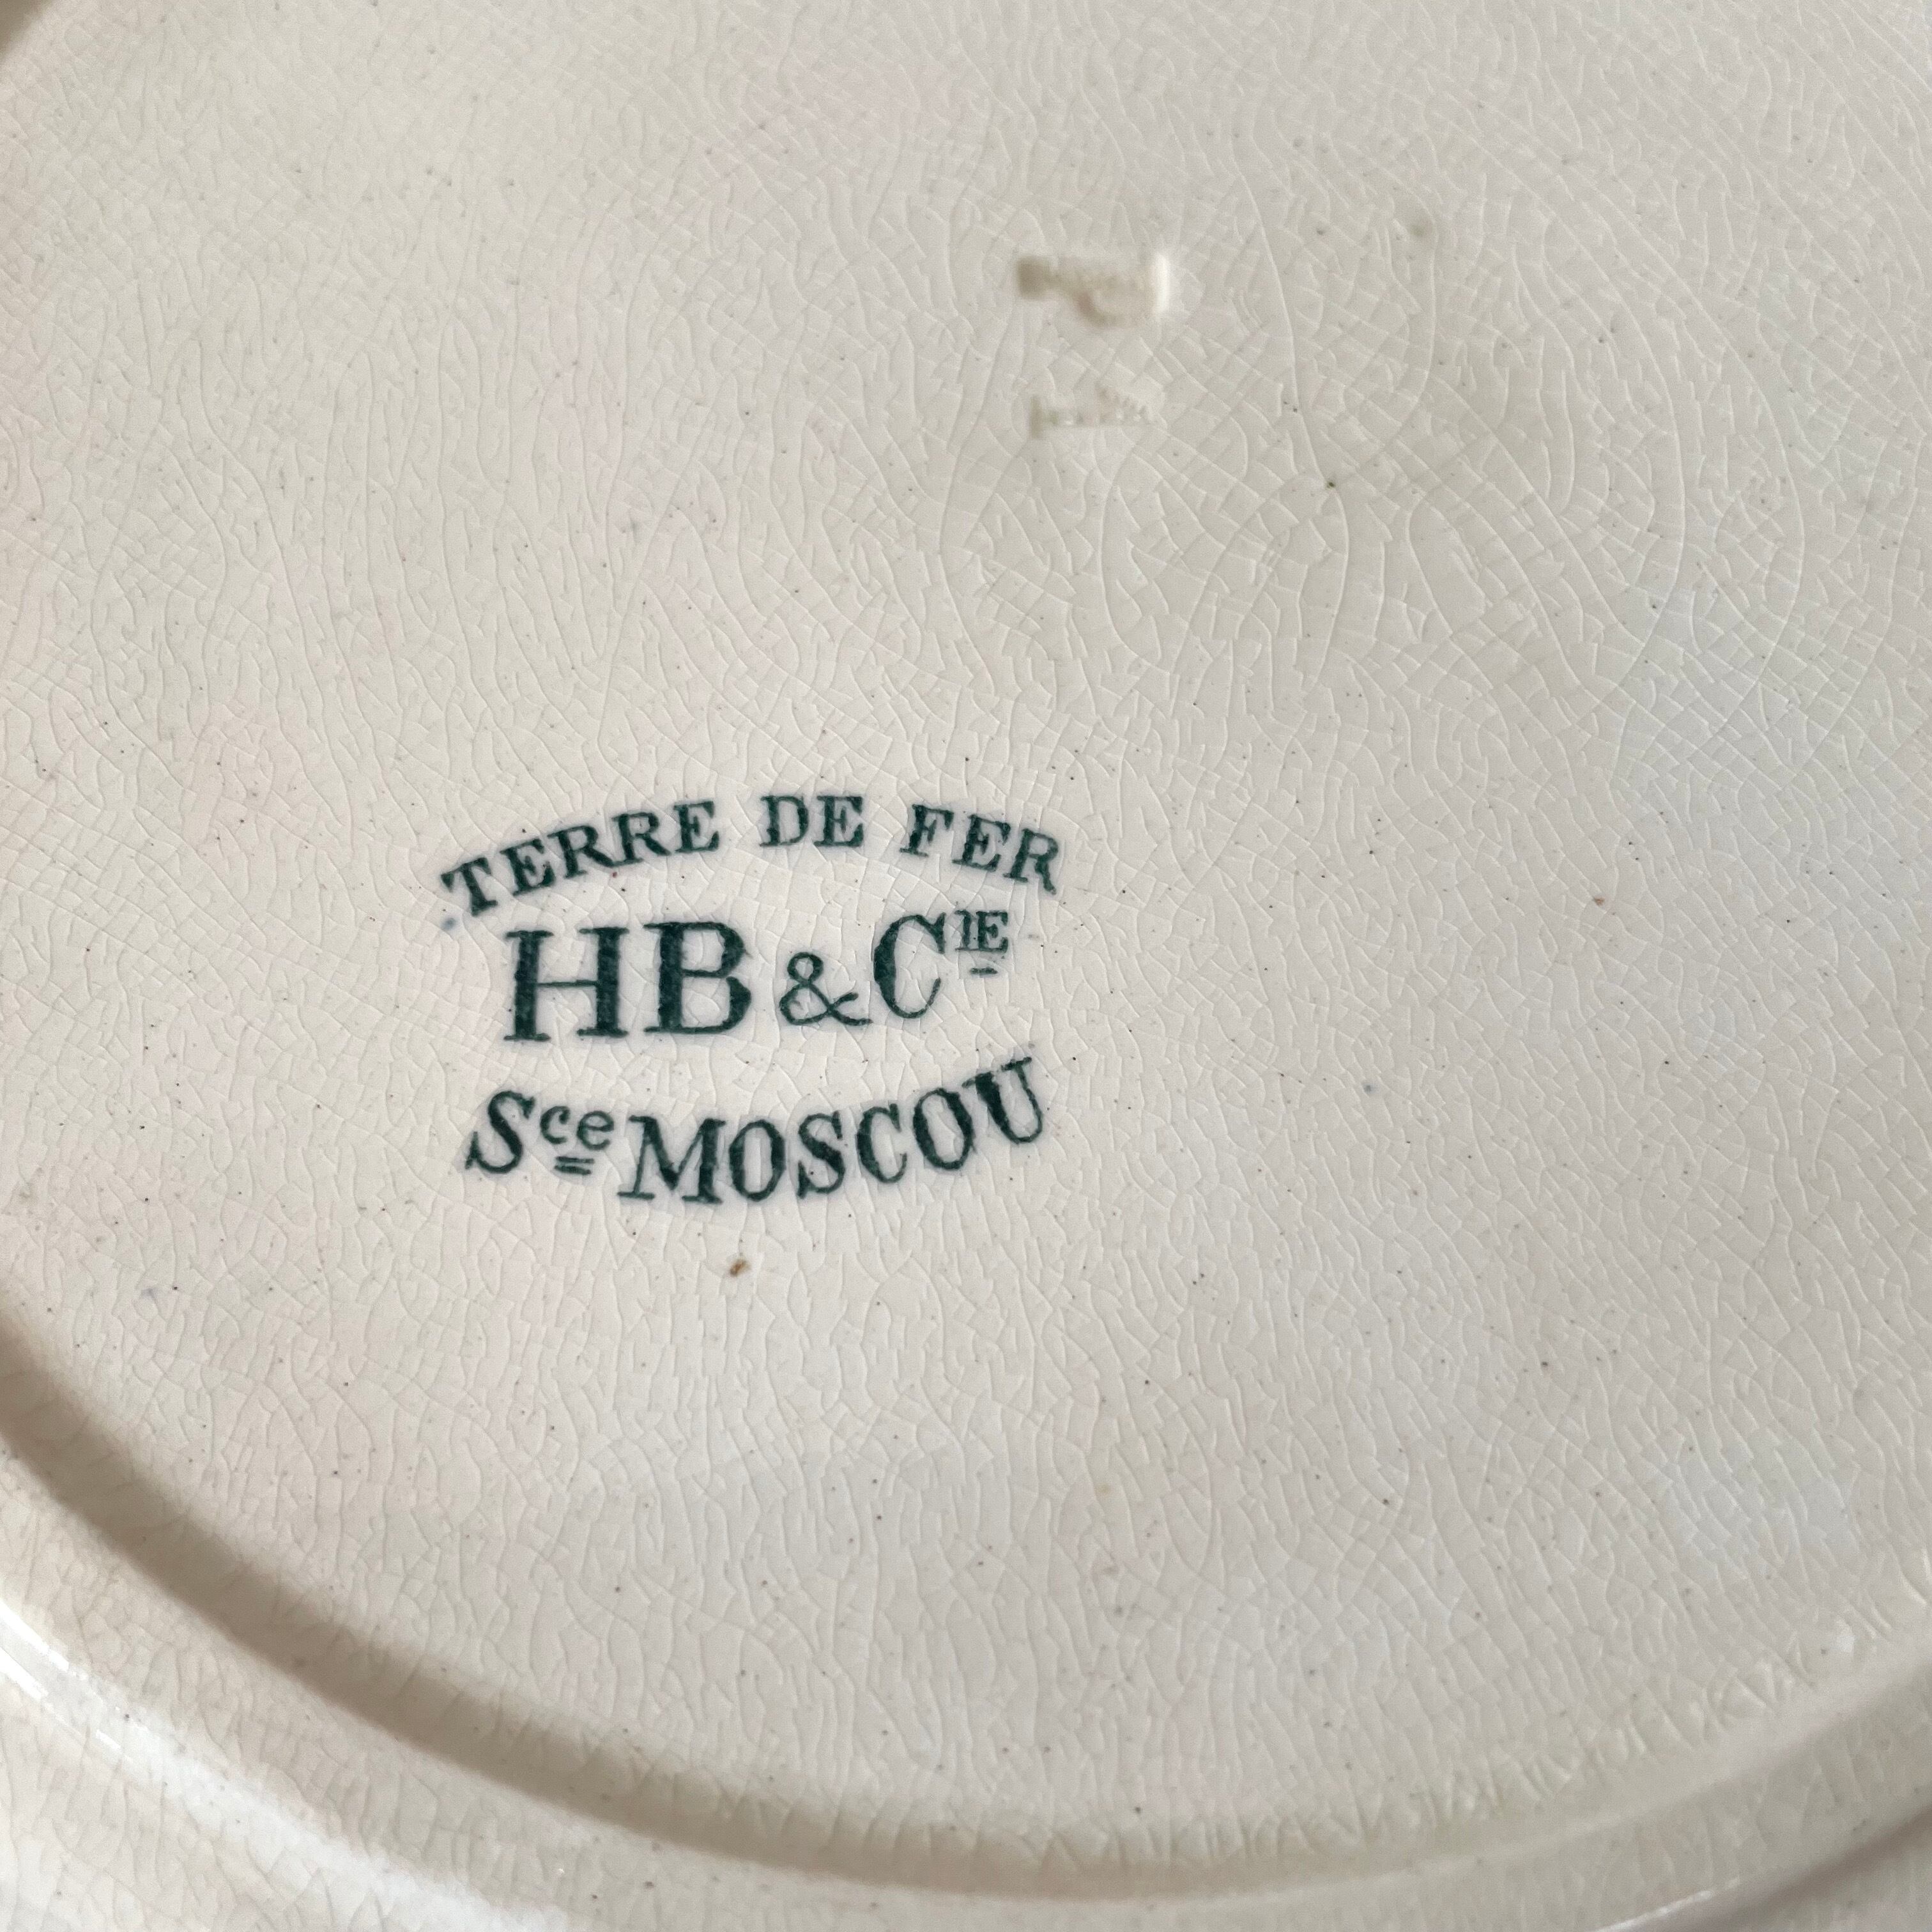 TERRE DE FER
HB & CIE
Sce MOSCOU